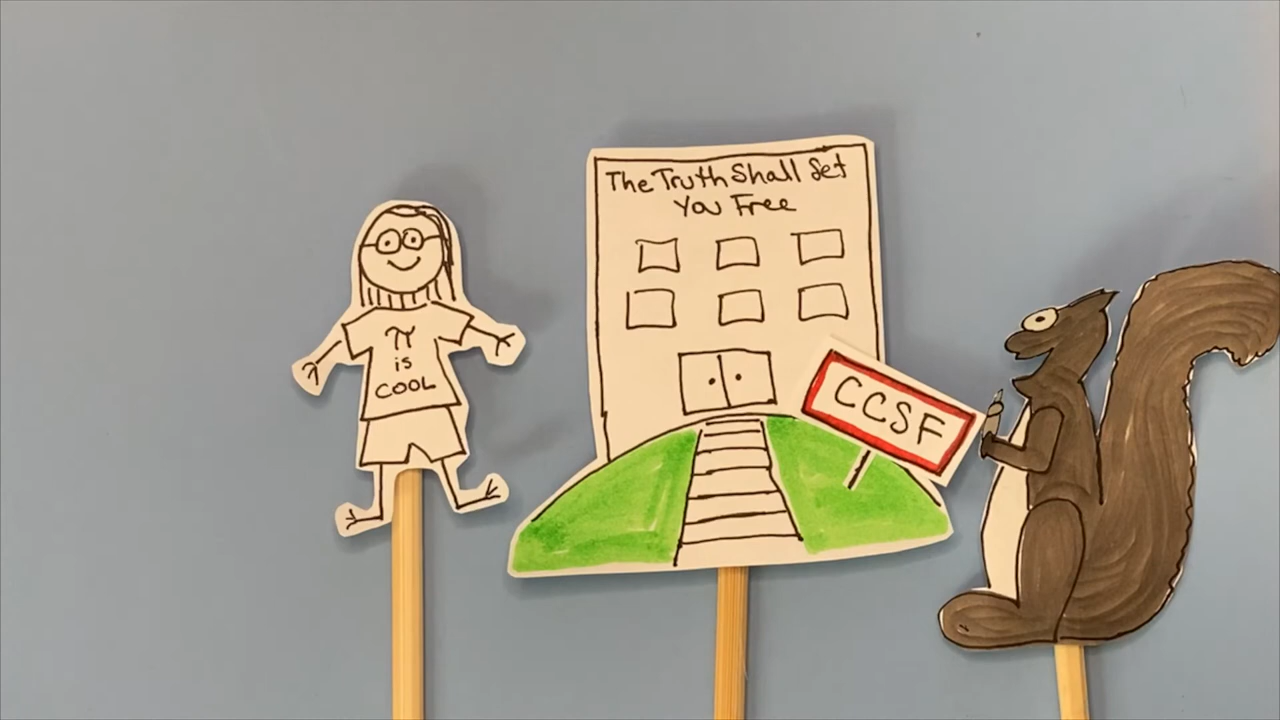 The Truth Shall Set
You Free
π
is
COOL
CCSF